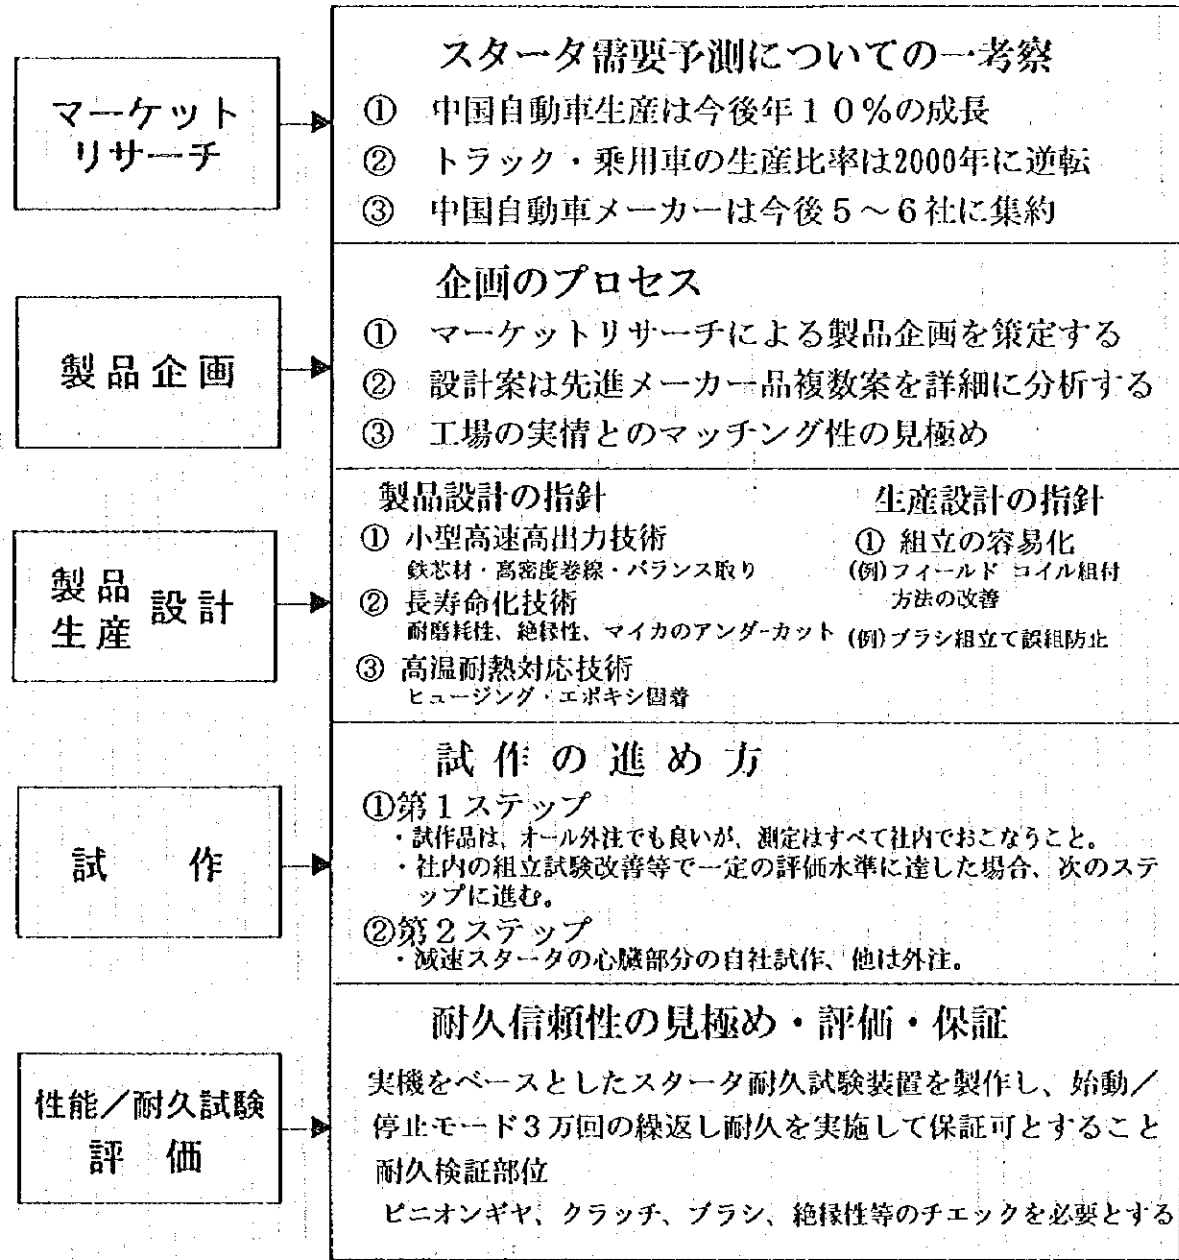 マーケット
リサーチ
スタータ需要予測についての一考察
① 中国自動車生産は今後年10%の成長
② トラック・乗用車の生産比率は2000年に逆転
③ 中国自動車メーカーは今後5～6社に集約
製品企画
企画のプロセス
① マーケットリサーチによる製品企画を策定する
② 設計案は先進メーカー品複数案を詳細に分析する
③ 工場の実情とのマッチング性の見極め
製品
生産
設計
製品設計の指針
① 小型高速高出力技術
鉄芯材・高密度巻線・バランス取り
② 長寿命化技術
耐磨耗性、絶縁性、マイカのアンダーカット
③ 高温耐熱対応技術
ヒュージング・エポキシ固着
生産設計の指針
① 組立の容易化
(例)フィールド コイル組付
方法の改善
(例)ブラシ組立て誤組防止
試 作
試作の進め方
①第1ステップ
・試作品は、オール外注でも良いが、測定はすべて社内でおこなうこと。
・社内の組立試験改善等で一定の評価水準に達した場合、次のステ
ップに進む。
②第2ステップ
・減速スタータの心臓部分の自社試作、他は外注。
性能／耐久試験
評 価
耐久信頼性の見極め・評価・保証
実機をベースとしたスタータ耐久試験装置を製作し、始動／
停止モード3万回の繰返し耐久を実施して保証可とすること
耐久検証部位
ピニオンギヤ、クラッチ、ブラシ、絶縁性等のチェックを必要とする